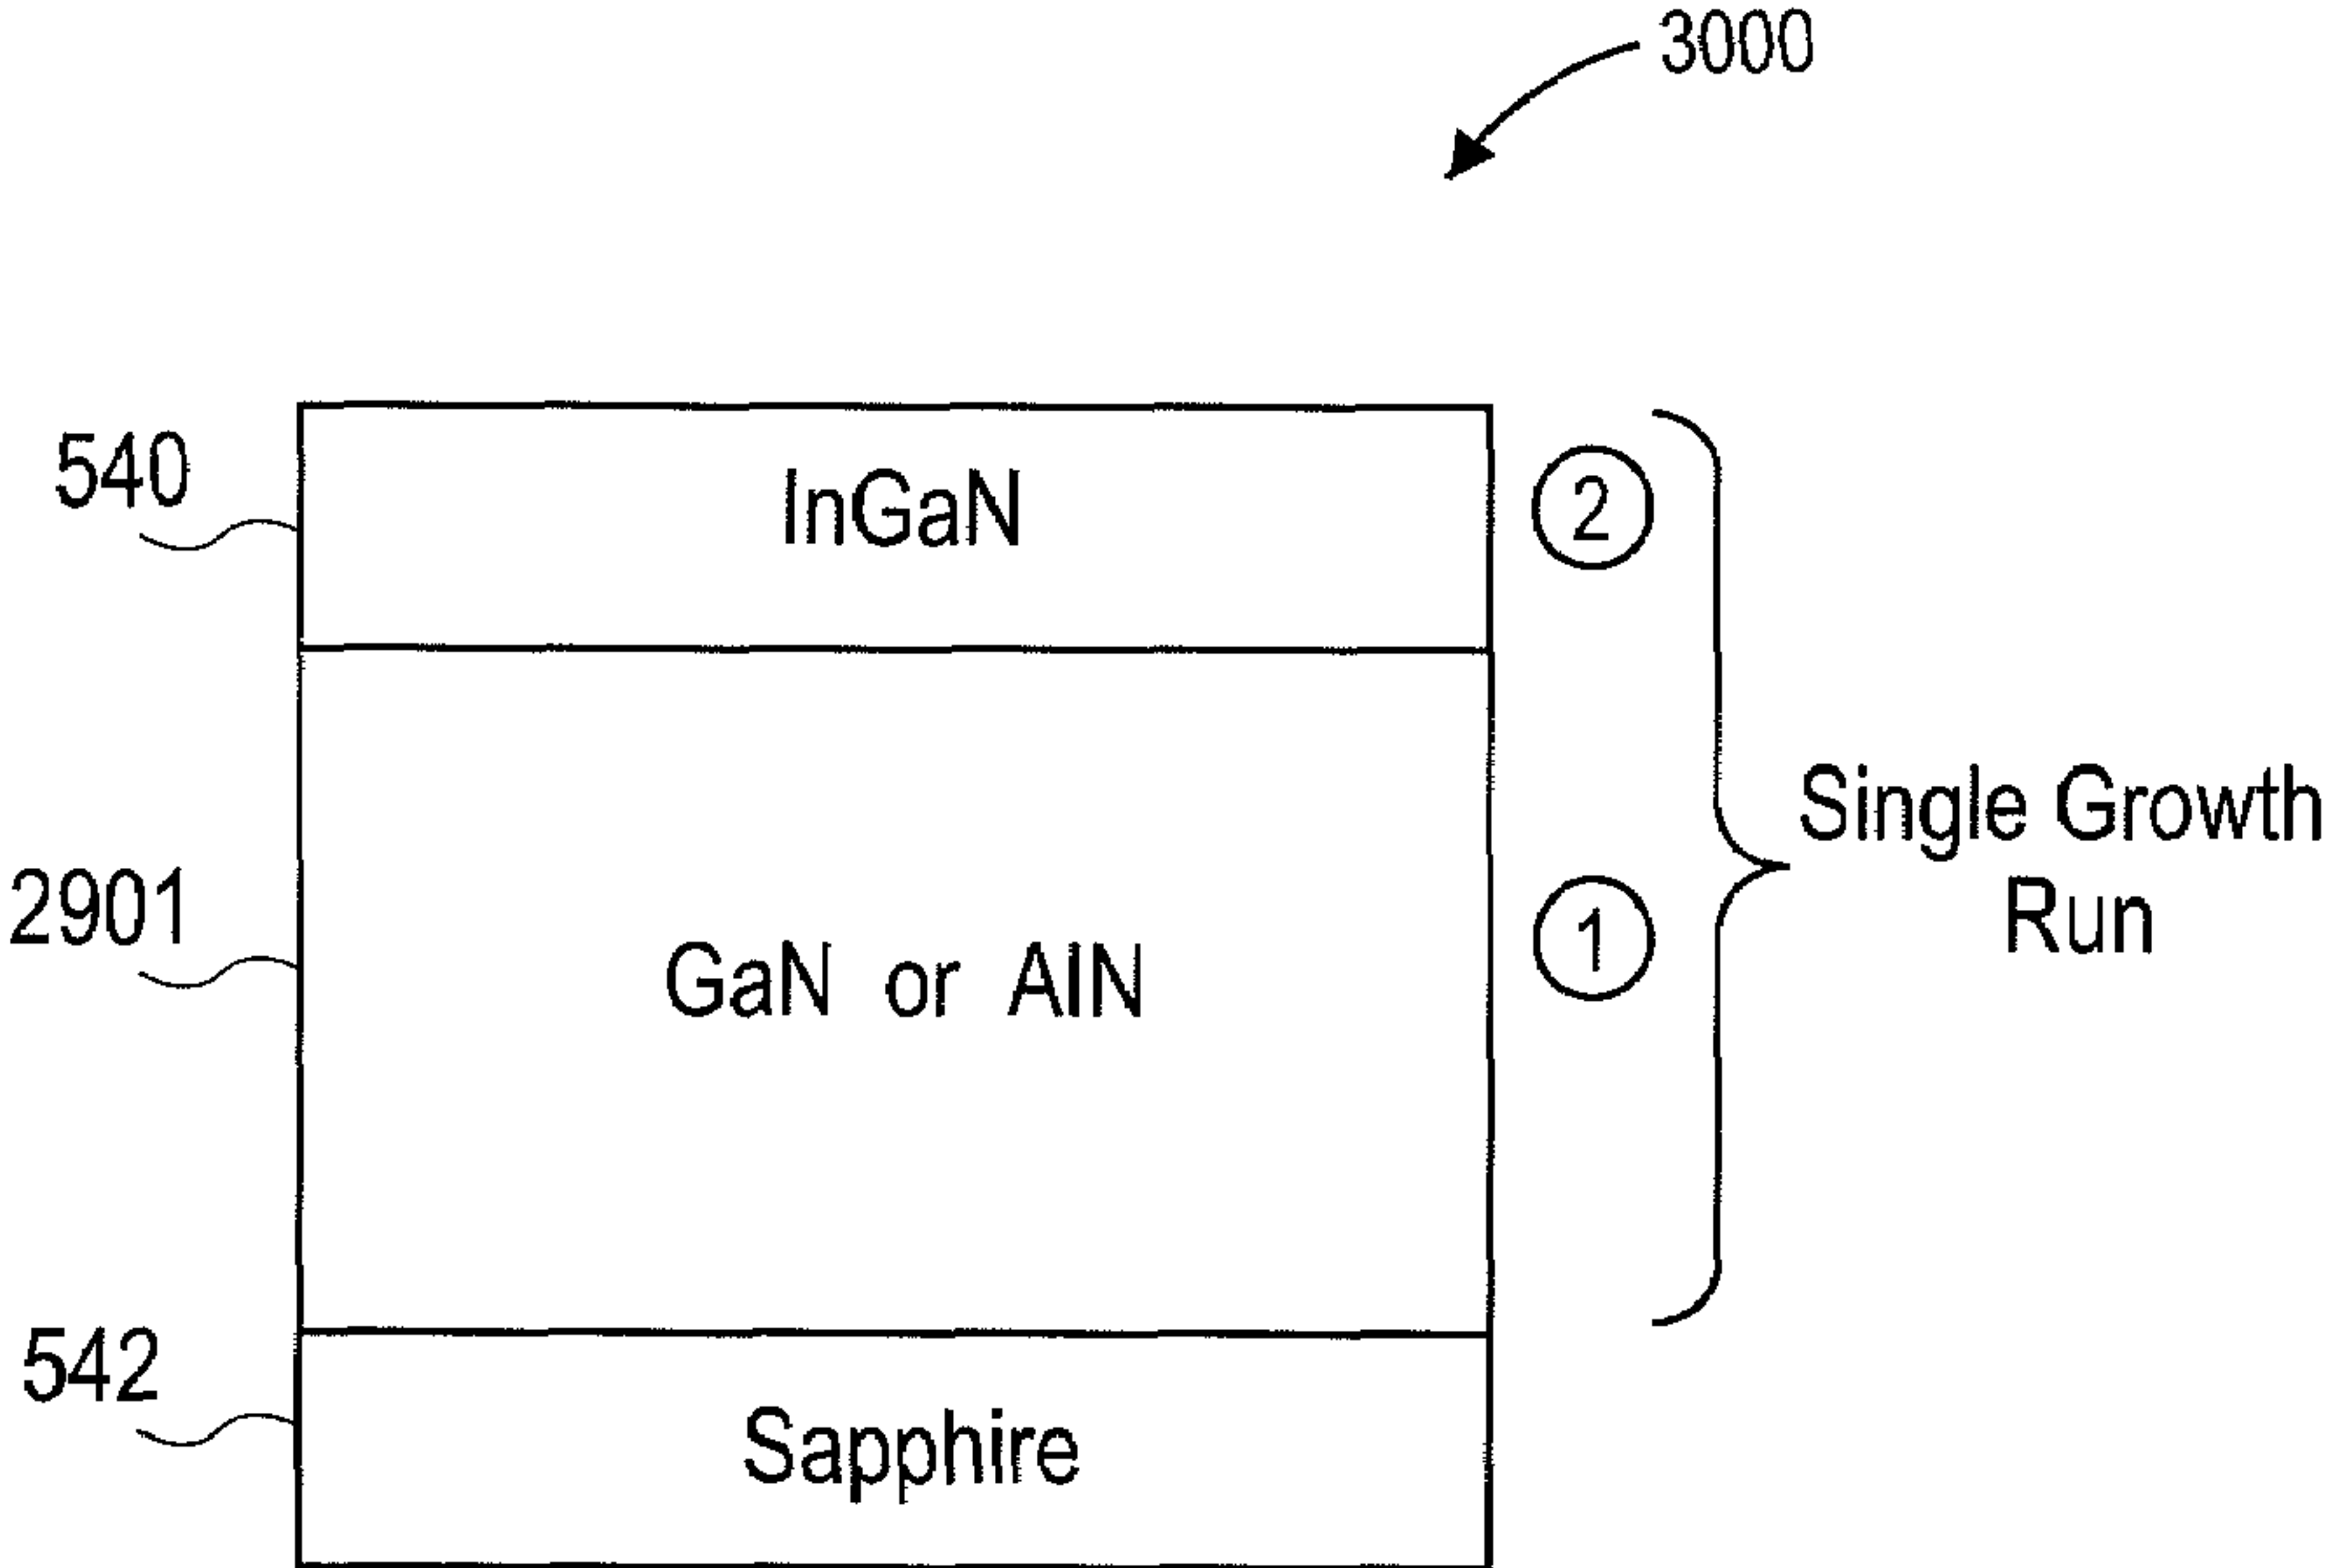 3000
540
InGaN
2
2901
GaN or AlN
1
Single Growth
Run
542
Sapphire